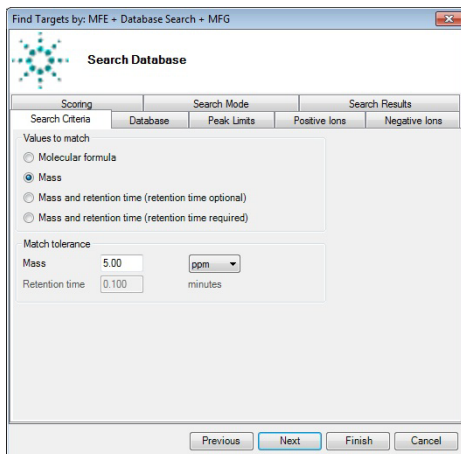 Find Targets by: MFE + Database Search + MFG
Search Database
Scoring Search Mode Search Results
Search Criteria Database Peak Limits Positive Ions Negative Ions
Values to match
Molecular formula
Mass
Mass and retention time (retention time optional)
Mass and retention time (retention time required)
Match tolerance
Mass 5.00 ppm
Retention time 0.100 minutes
Previous Next Finish Cancel